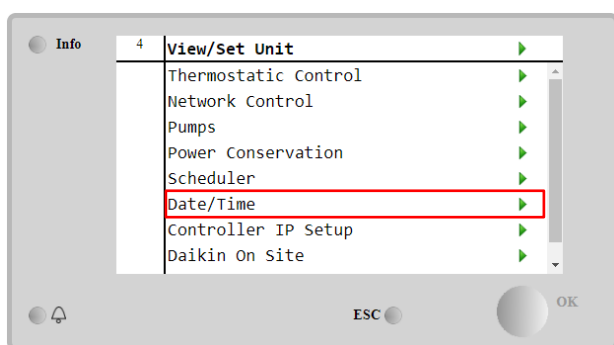 Info
4 View/Set Unit
Thermostatic Control
Network Control
Pumps
Power Conservation
Scheduler
Date/Time
Controller IP Setup
Daikin On Site
ESC
OK